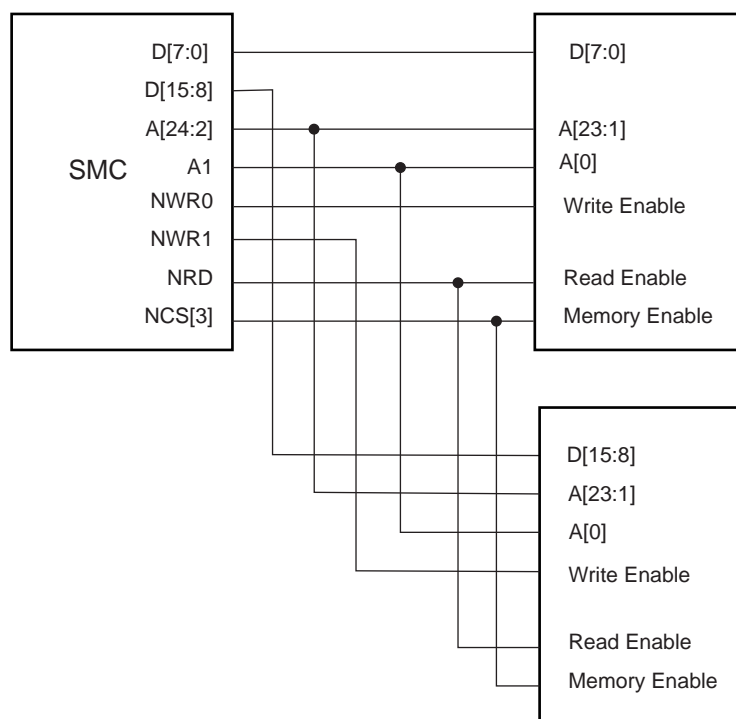 D[7:0]
D[15:8]
A[24:2]
A1
SMC
NWR0
NWR1
NRD
NCS[3]
D[7:0]
A[23:1]
A[0]
Write Enable
Read Enable
Memory Enable
D[15:8]
A[23:1]
A[0]
Write Enable
Read Enable
Memory Enable